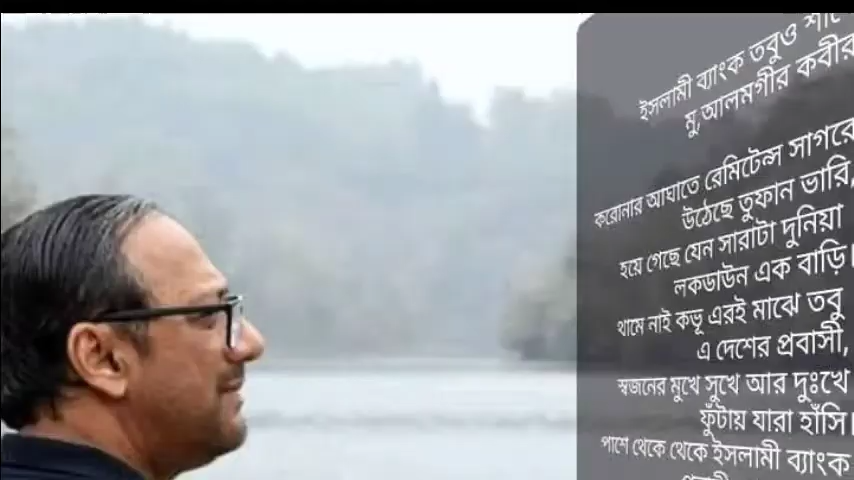 ইসলামী ব্যাংক তবুও
মু,আলমগীর কবীর
করোনার আঘাতে রেমিটেন্স সাগরে
উঠেছে তুফান ভারি,
হয়ে গেছে যেন সারাটা দুনিয়া
লকডাউন এক বাড়ি।
থামে নাই কভূ এরই মাঝে তবু
এ দেশের প্রবাসী,
স্বজনের মুখে সুখে আর দুঃখে
ফুঁটায় যারা হাঁসি।
পাশে থেকে থেকে ইসলামী ব্যাংক